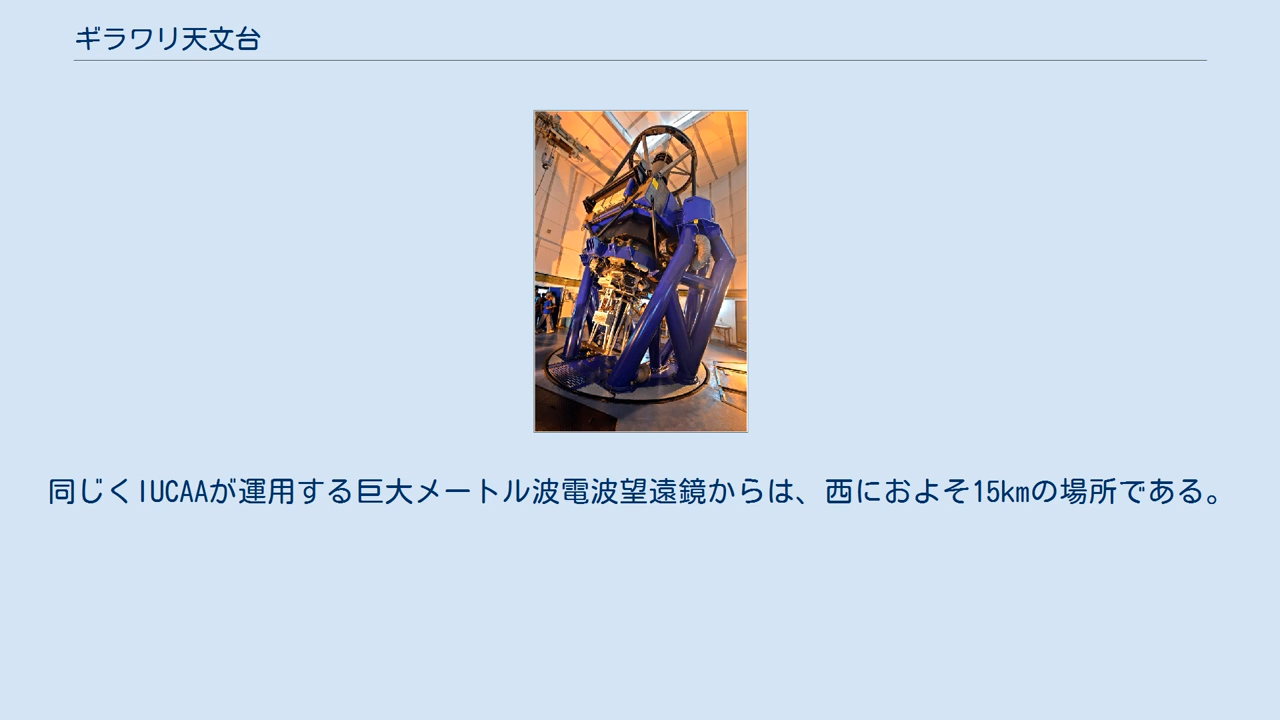 ギラワリ天文台
同じくIUCAAが運用する巨大メートル波電波望遠鏡からは、西におよそ15kmの場所である。